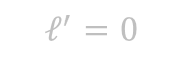 ℓ′ = 0